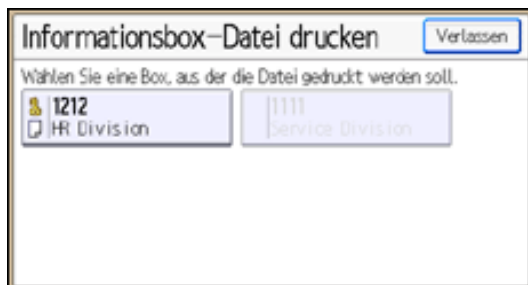 Informationsbox-Datei drucken
Verlassen
Wählen Sie eine Box, aus der die Datei gedruckt werden soll.
1212
HR Division
1111
Service Division